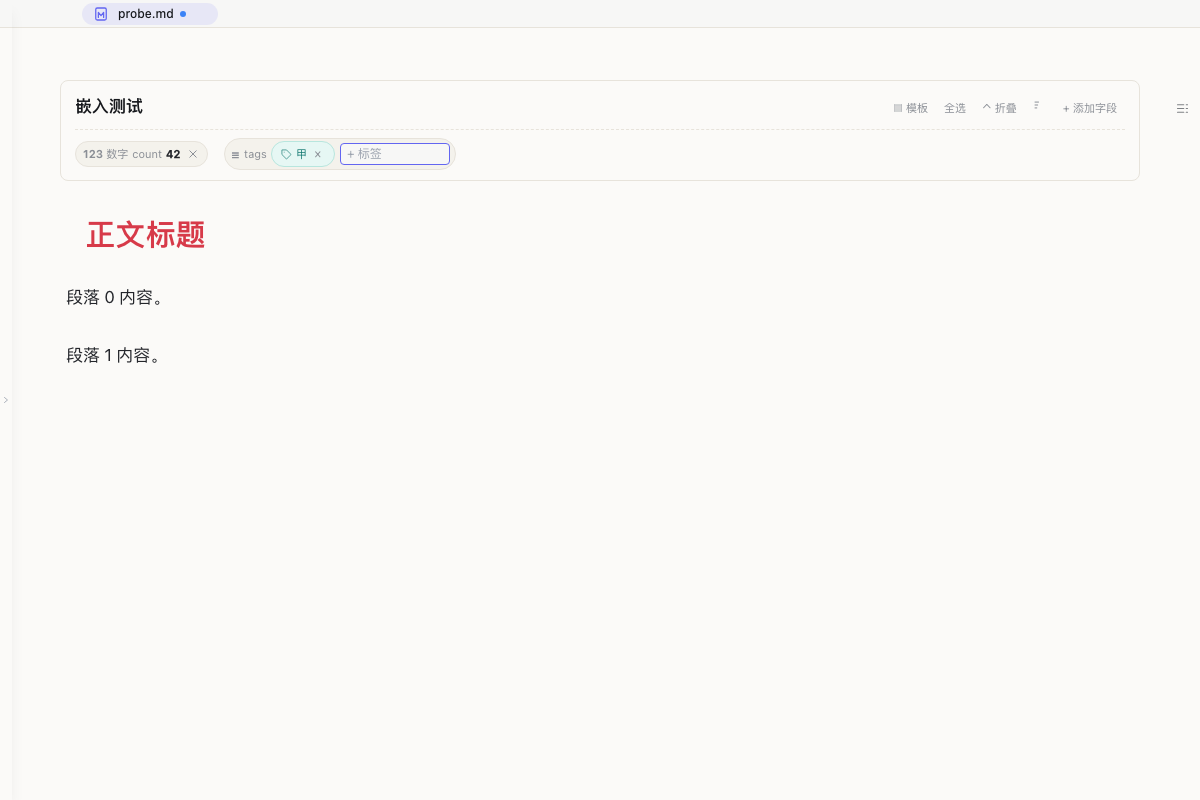 probe.md
嵌入测试
模板 全选 折叠 + 添加字段
123 数字 count 42 × tags 甲 × + 标签
正文标题
段落 0 内容。
段落 1 内容。